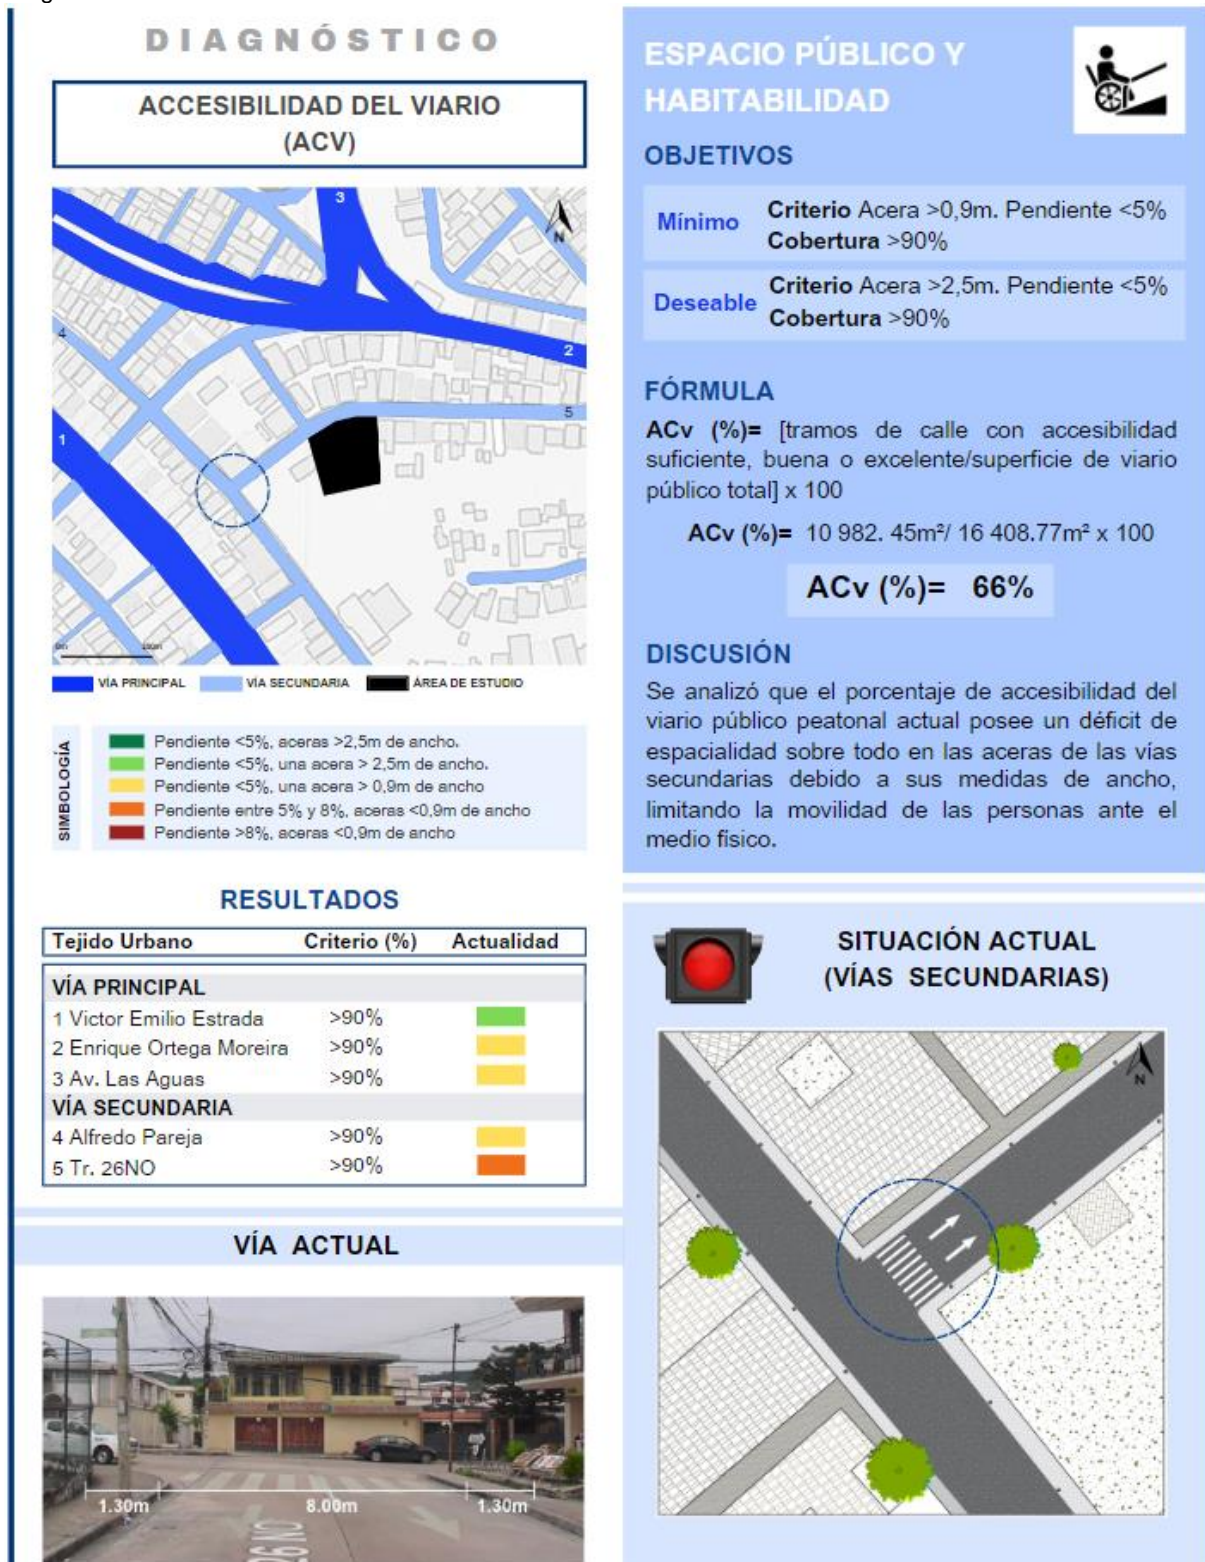 DIAGNÓSTICO
ACCESIBILIDAD DEL VIARIO
(ACV)
3
N
4
2
5
1
0m
100m
VÍA PRINCIPAL
VÍA SECUNDARIA
ÁREA DE ESTUDIO
SIMBOLOGÍA
Pendiente <5%, aceras >2,5m de ancho.
Pendiente <5%, una acera > 2,5m de ancho.
Pendiente <5%, una acera > 0,9m de ancho
Pendiente entre 5% y 8%, aceras <0,9m de ancho
Pendiente >8%, aceras <0,9m de ancho
RESULTADOS
Tejido Urbano Criterio (%) Actualidad
VÍA PRINCIPAL
1 Victor Emilio Estrada >90%
2 Enrique Ortega Moreira >90%
3 Av. Las Aguas >90%
VÍA SECUNDARIA
4 Alfredo Pareja >90%
5 Tr. 26NO >90%
VÍA ACTUAL
1.30m 8.00m 1.30m
26 NO
ESPACIO PÚBLICO Y
HABITABILIDAD
OBJETIVOS
Mínimo Criterio Acera >0,9m. Pendiente <5%
Cobertura >90%
Deseable Criterio Acera >2,5m. Pendiente <5%
Cobertura >90%
FÓRMULA
ACv (%)= [tramos de calle con accesibilidad
suficiente, buena o excelente/superficie de viario
público total] x 100
ACv (%)= 10 982. 45m²/ 16 408.77m² x 100
ACv (%)= 66%
DISCUSIÓN
Se analizó que el porcentaje de accesibilidad del
viario público peatonal actual posee un déficit de
espacialidad sobre todo en las aceras de las vías
secundarias debido a sus medidas de ancho,
limitando la movilidad de las personas ante el
medio físico.
SITUACIÓN ACTUAL
(VÍAS SECUNDARIAS)
N